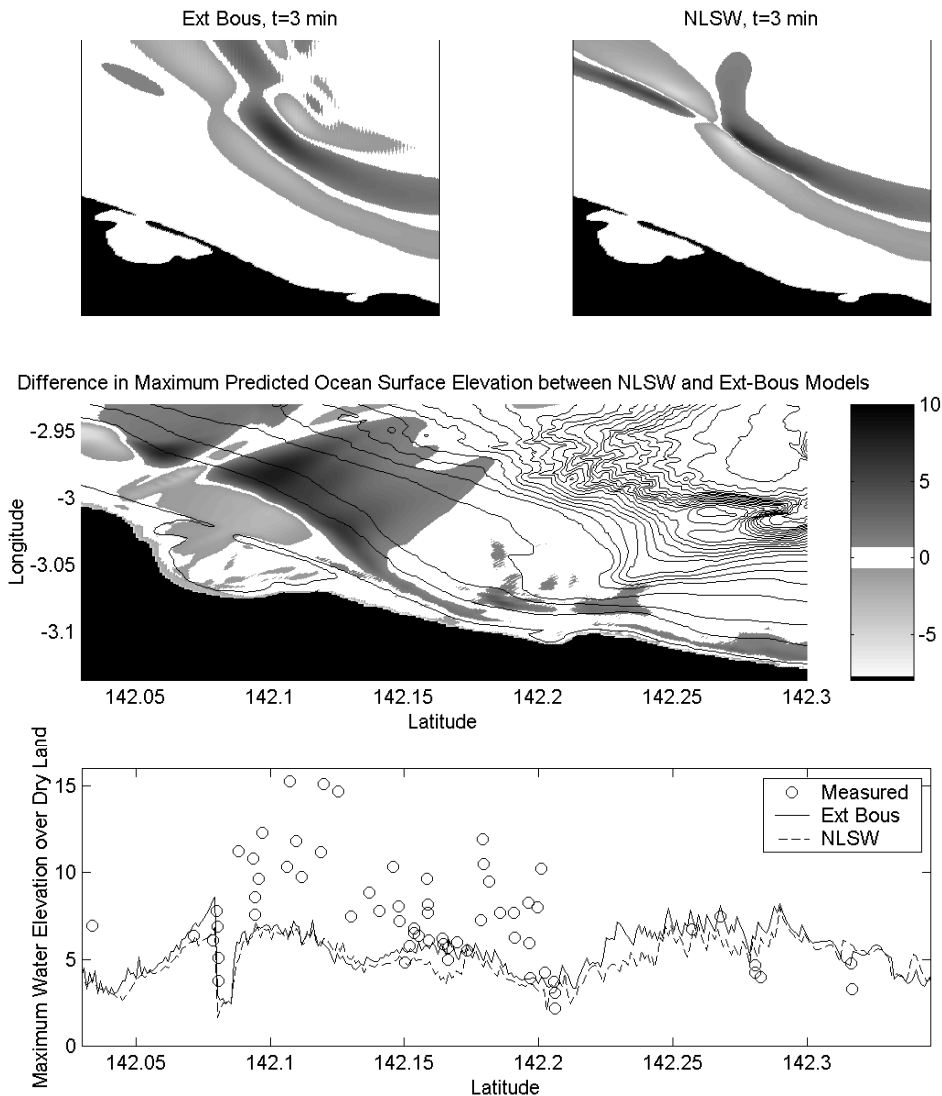 Ext Bous, t=3 min
NLSW, t=3 min
Difference in Maximum Predicted Ocean Surface Elevation between NLSW and Ext-Bous Models
-2.95
-3
-3.05
-3.1
Longitude
142.05 142.1 142.15 142.2 142.25 142.3
Latitude
10
5
0
-5
Maximum Water Elevation over Dry Land
15
10
5
0
Measured
Ext Bous
NLSW
142.05 142.1 142.15 142.2 142.25 142.3
Latitude